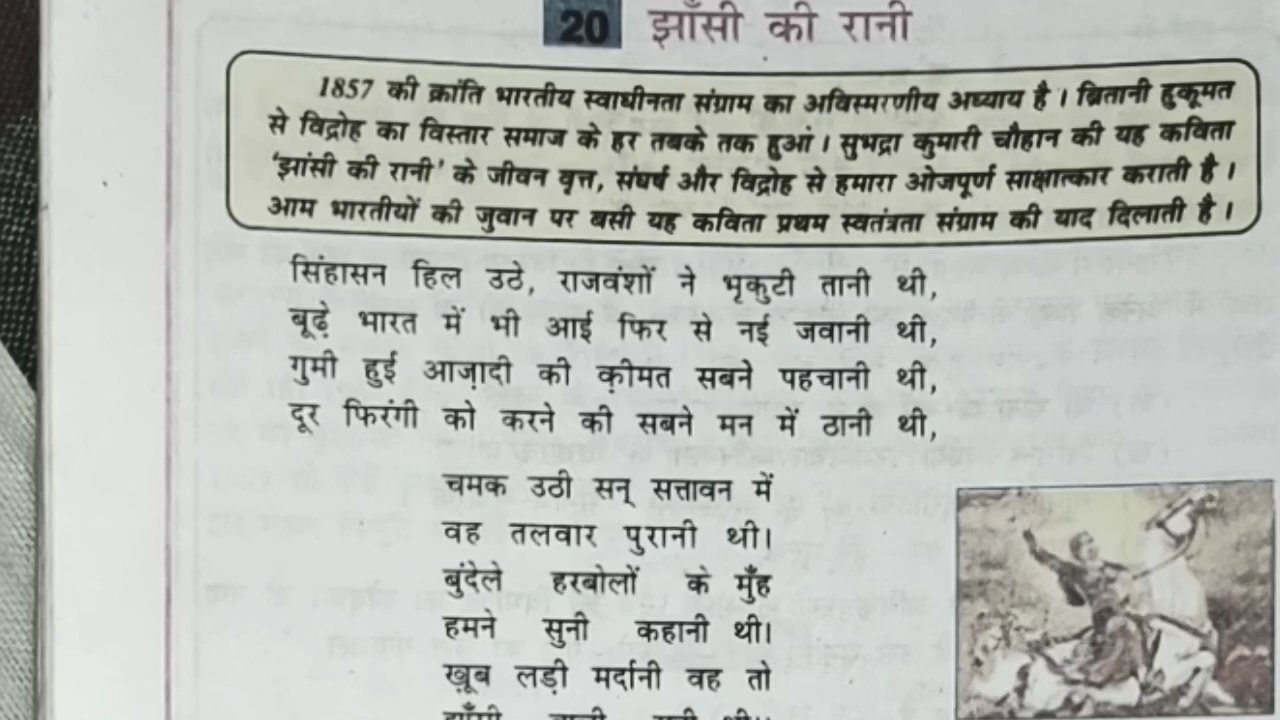 20 झाँसी की रानी
1857 की क्रांति भारतीय स्वाधीनता संग्राम का अविस्मरणीय अध्याय है । ब्रितानी हुकूमत
से विद्रोह का विस्तार समाज के हर तबके तक हुआं । सुभद्रा कुमारी चौहान की यह कविता
'झांसी की रानी' के जीवन वृत्त, संघर्ष और विद्रोह से हमारा ओजपूर्ण साक्षात्कार कराती है ।
आम भारतीयों की जुवान पर बसी यह कविता प्रथम स्वतंत्रता संग्राम की याद दिलाती है ।
सिंहासन हिल उठे, राजवंशों ने भृकुटी तानी थी,
बूढ़े भारत में भी आई फिर से नई जवानी थी,
गुमी हुई आज़ादी की क़ीमत सबने पहचानी थी,
दूर फिरंगी को करने की सबने मन में ठानी थी,
चमक उठी सन् सत्तावन में
वह तलवार पुरानी थी।
बुंदेले हरबोलों के मुँह
हमने सुनी कहानी थी।
ख़ूब लड़ी मर्दानी वह तो